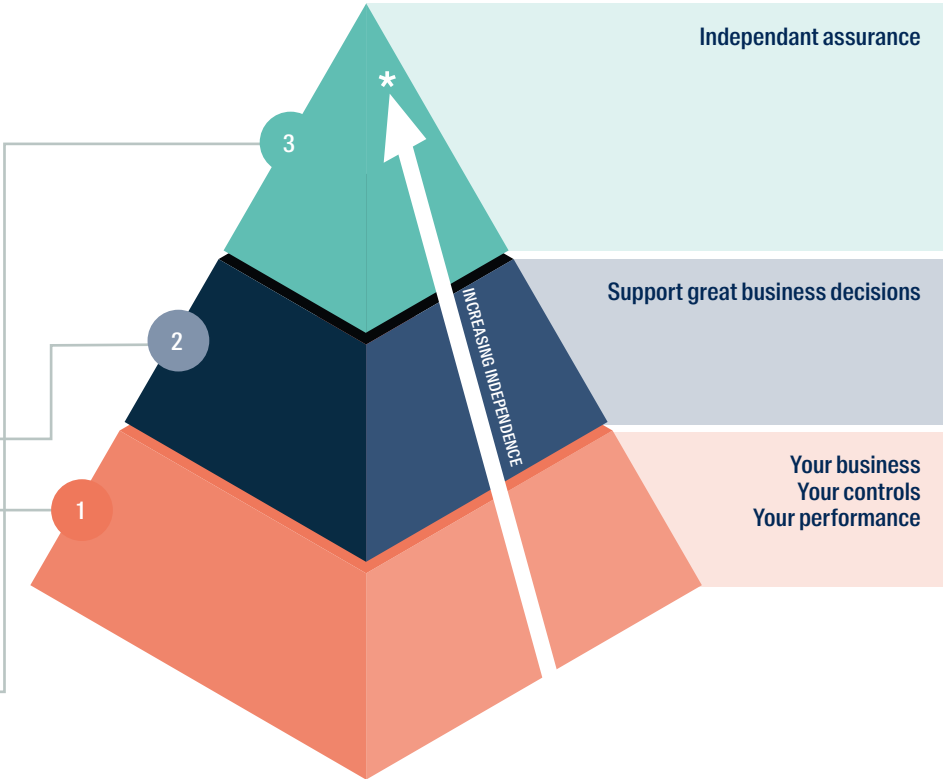 Independant assurance
*
3
Support great business decisions
2
INCREASING INDEPENDENCE
Your business
Your controls
Your performance
1